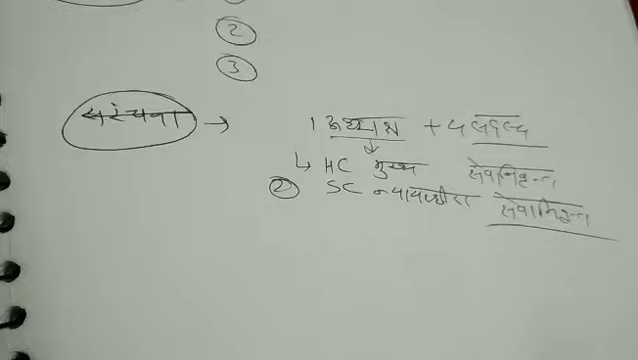 ②
③
संरचना → 1 अध्यक्ष + 4 सदस्य
↳ HC मुख्य सेवानिवृत्त
② SC न्यायाधीश सेवानिवृत्त